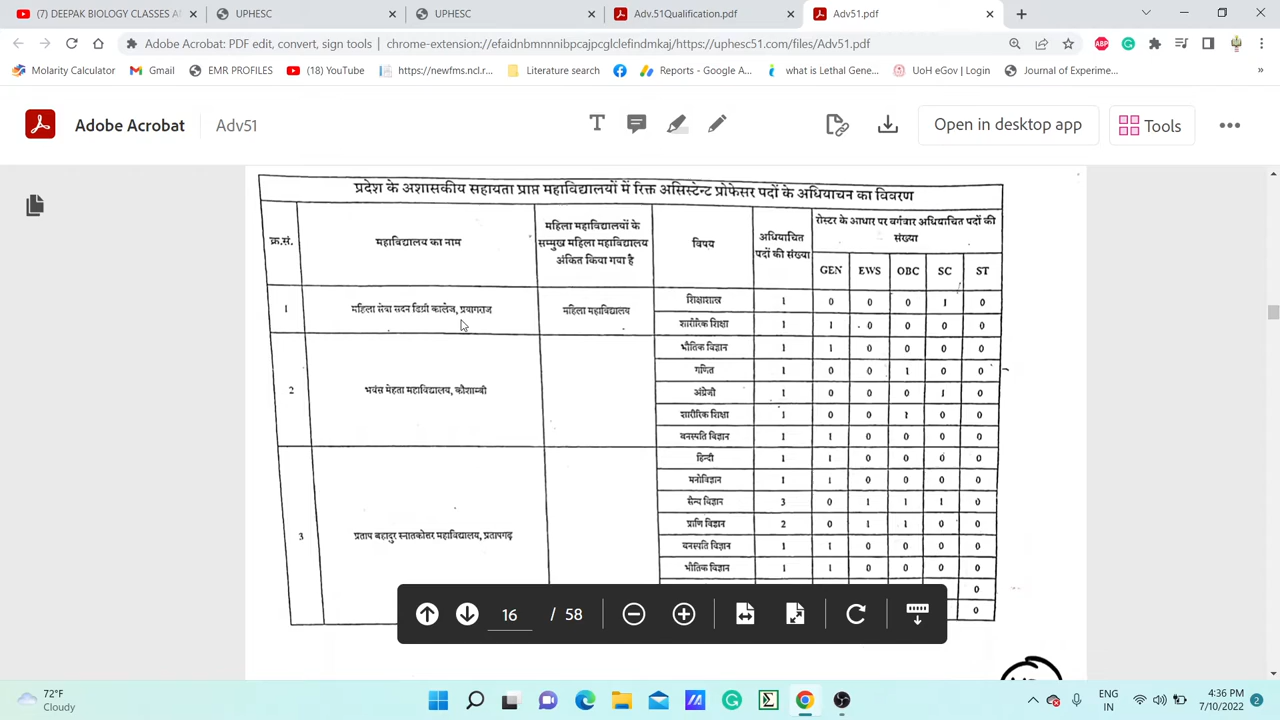 (7) DEEPAK BIOLOGY CLASSES A
UPHESC
UPHESC
Adv.51Qualification.pdf
Adv51.pdf
Adobe Acrobat: PDF edit, convert, sign tools
chrome-extension://efaidnbmnnnibpcajpcglclefindmkaj/https://uphesc51.com/files/Adv51.pdf
Molarity Calculator
Gmail
EMR PROFILES
(18) YouTube
https://newfms.ncl.r...
Literature search
Reports - Google A...
what is Lethal Gene...
UoH eGov | Login
Journal of Experime...
Adobe Acrobat
Adv51
Open in desktop app
Tools
प्रदेश के अशासकीय सहायता प्राप्त महाविद्यालयों में रिक्त असिस्टेन्ट प्रोफेसर पदों के अधियाचन का विवरण
क्र.सं.
महाविद्यालय का नाम
महिला महाविद्यालयों के
सम्मुख महिला महाविद्यालय
अंकित किया गया है
विषय
अधियाचित
पदों की संख्या
रोस्टर के आधार पर वर्गवार अधियाचित पदों की
संख्या
GEN EWS OBC SC ST
1 महिला सेवा सदन डिग्री कालेज, प्रयागराज महिला महाविद्यालय
शिक्षाशास्त्र 1 0 0 0 1 0
शारीरिक शिक्षा 1 1 0 0 0 0
2 भवंस मेहता महाविद्यालय, कौशाम्बी
भौतिक विज्ञान 1 1 0 0 0 0
गणित 1 0 0 1 0 0
अंग्रेजी 1 0 0 0 1 0
शारीरिक शिक्षा 1 0 0 1 0 0
वनस्पति विज्ञान 1 1 0 0 0 0
3 प्रताप बहादुर स्नातकोत्तर महाविद्यालय, प्रतापगढ़
हिन्दी 1 1 0 0 0 0
मनोविज्ञान 1 1 0 0 0 0
सैन्य विज्ञान 3 0 1 1 1 0
प्राणि विज्ञान 2 0 1 1 0 0
वनस्पति विज्ञान 1 1 0 0 0 0
भौतिक विज्ञान 1 1 0 0 0 0
0
0
16 / 58
72°F
Cloudy
ENG
IN
4:36 PM
7/10/2022
2